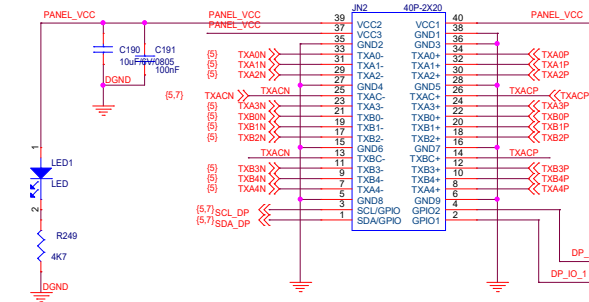 JN2 40P-2X20
PANEL_VCC PANEL_VCC 39 VCC2 VCC1 40 PANEL_VCC
PANEL_VCC 37 VCC3 GND1 38
35 GND2 GND3 36
C190 C191 {5} TXA0N 33 TXA0- TXA0+ 34 TXA0P
10uF/6V/0805 {5} TXA1N 31 TXA1- TXA1+ 32 TXA1P
100nF {5} TXA2N 29 TXA2- TXA2+ 30 TXA2P
DGND 27 GND4 GND5 28
{5,7} TXACN TXACN 25 TXAC- TXAC+ 26 TXACP TXACP
{5} TXA3N 23 TXA3- TXA3+ 24 TXA3P
{5} TXB0N 21 TXB0- TXB0+ 22 TXB0P
{5} TXB1N 19 TXB1- TXB1+ 20 TXB1P
{5} TXB2N 17 TXB2- TXB2+ 18 TXB2P
1 15 GND6 GND7 16
TXACN 13 TXBC- TXBC+ 14 TXACP
LED1 {5} TXB3N 11 TXB3- TXB3+ 12 TXB3P
LED {5} TXB4N 9 TXB4- TXB4+ 10 TXB4P
{5} TXA4N 7 TXA4- TXA4+ 8 TXA4P
5 GND8 GND9 6
2 {5,7} SCL_DP 3 SCL/GPIO GPIO2 4
{5,7} SDA_DP 1 SDA/GPIO GPIO1 2
R249
4K7 DP_
DP_IO_1
DGND